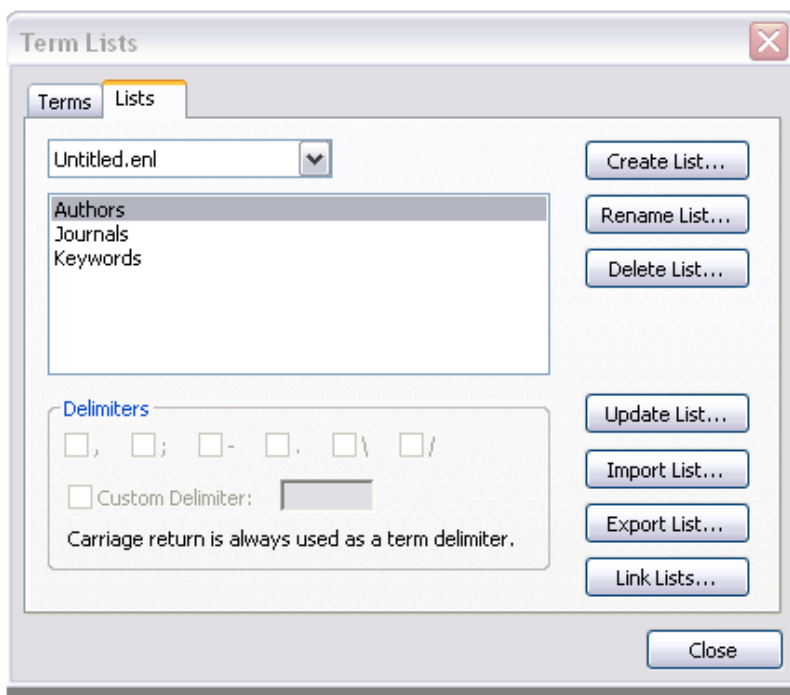 Term Lists
Terms
Lists
Untitled.enl
Create List...
Authors
Journals
Keywords
Rename List...
Delete List...
Delimiters
, ; - . \ /
Custom Delimiter:
Carriage return is always used as a term delimiter.
Update List...
Import List...
Export List...
Link Lists...
Close